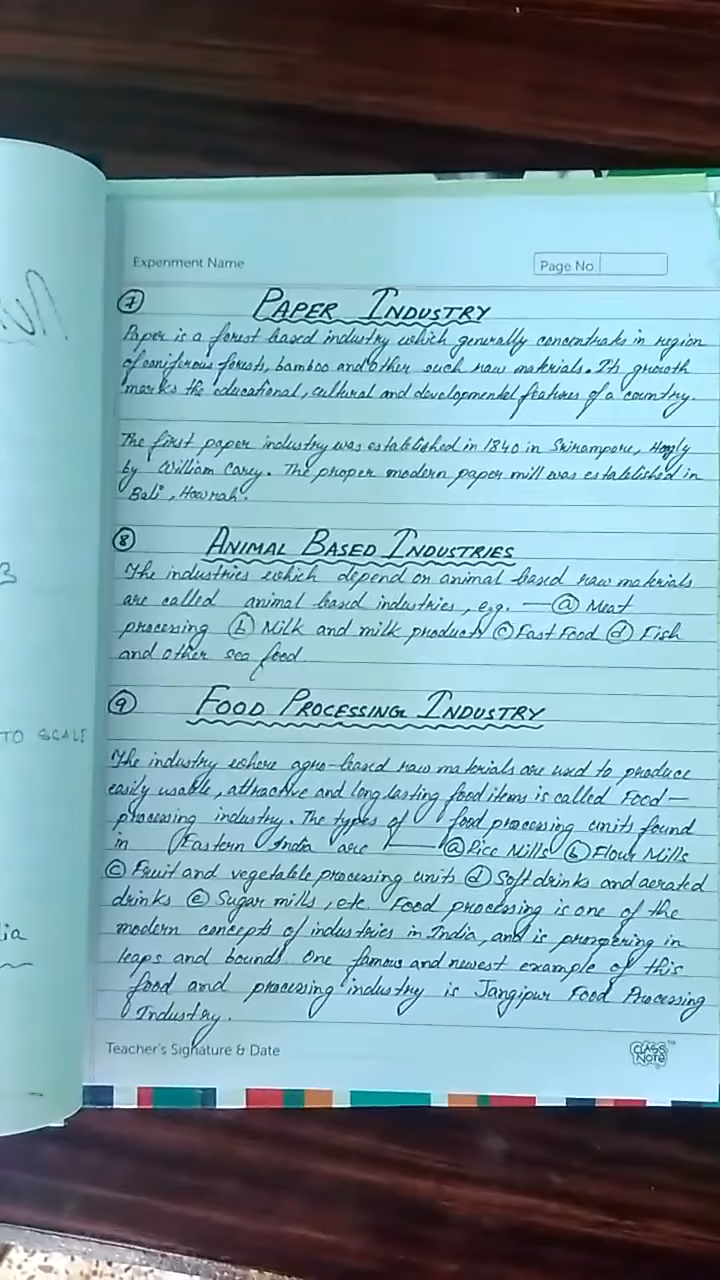 Experiment Name
Page No.
7 PAPER INDUSTRY
Paper is a forest based industry which generally concentrats in region
of coniferous forests, bamboo and other such raw materials. Its growth
marks the educational, cultural and developmental features of a country.
The first paper industry was established in 1840 in Srirampore, Hoogly
by William Carey. The proper modern paper mill was established in
Bali, Howrah.
8 ANIMAL BASED INDUSTRIES
The industries which depend on animal based raw materials
are called animal based industries, e.g. — a Meat
processing b Milk and milk products c Fast Food d Fish
and other sea food
9 FOOD PROCESSING INDUSTRY
The industry where agro-based raw materials are used to produce
easily usable, attractive and long lasting food items is called Food-
processing industry. The types of food processing units found
in Eastern India are — a Rice Mills b Flour Mills
c Fruit and vegetable processing units d Soft drinks and aerated
drinks e Sugar mills, etc. Food processing is one of the
modern concepts of industries in India, and is prospering in
leaps and bounds. One famous and newest example of this
food and processing industry is Jangipur Food Processing
Industry.
Teacher's Signature & Date
CLASS NOTE™
3
TO SCALE
ia